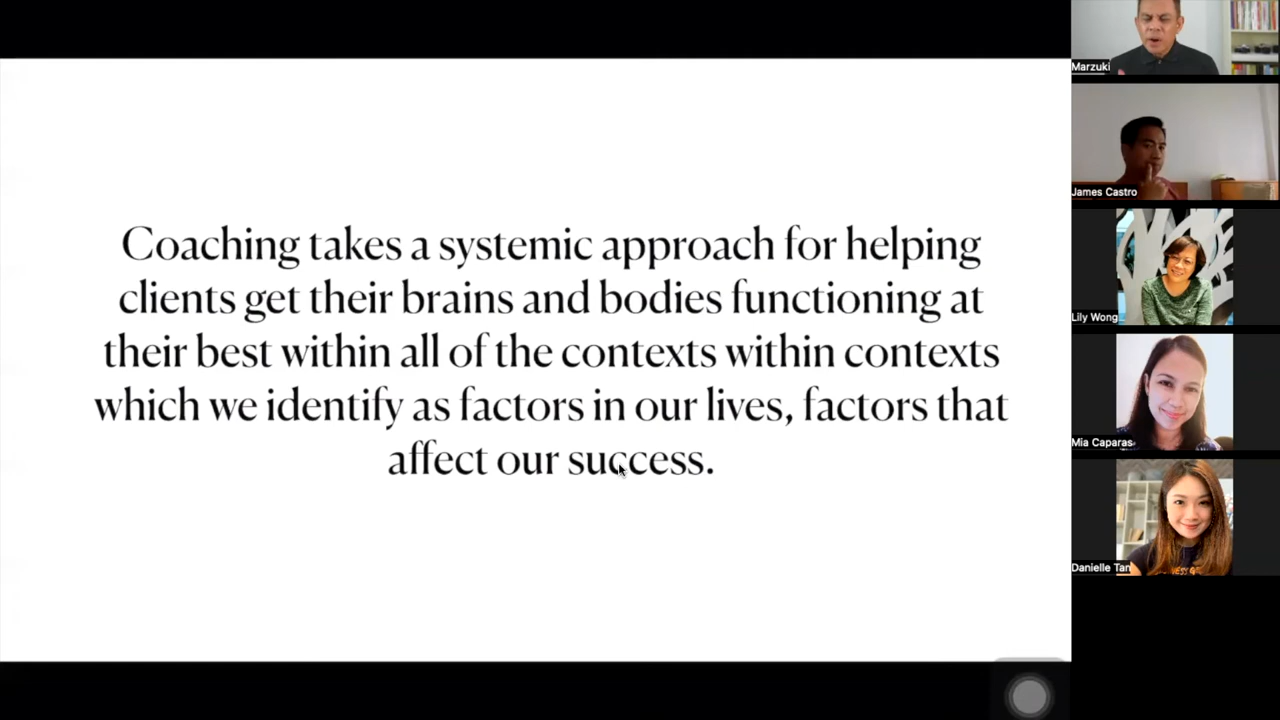 Coaching takes a systemic approach for helping
clients get their brains and bodies functioning at
their best within all of the contexts within contexts
which we identify as factors in our lives, factors that
affect our success.
Marzuki
James Castro
Lily Wong
Mia Caparas
Danielle Tan